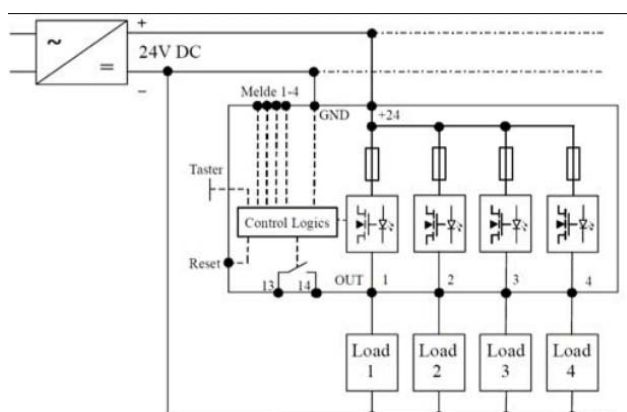 +
~
24V DC
=
−
Melde 1-4
GND
+24
Taster
Control Logics
Reset
13
14
OUT
1
2
3
4
Load
1
Load
2
Load
3
Load
4